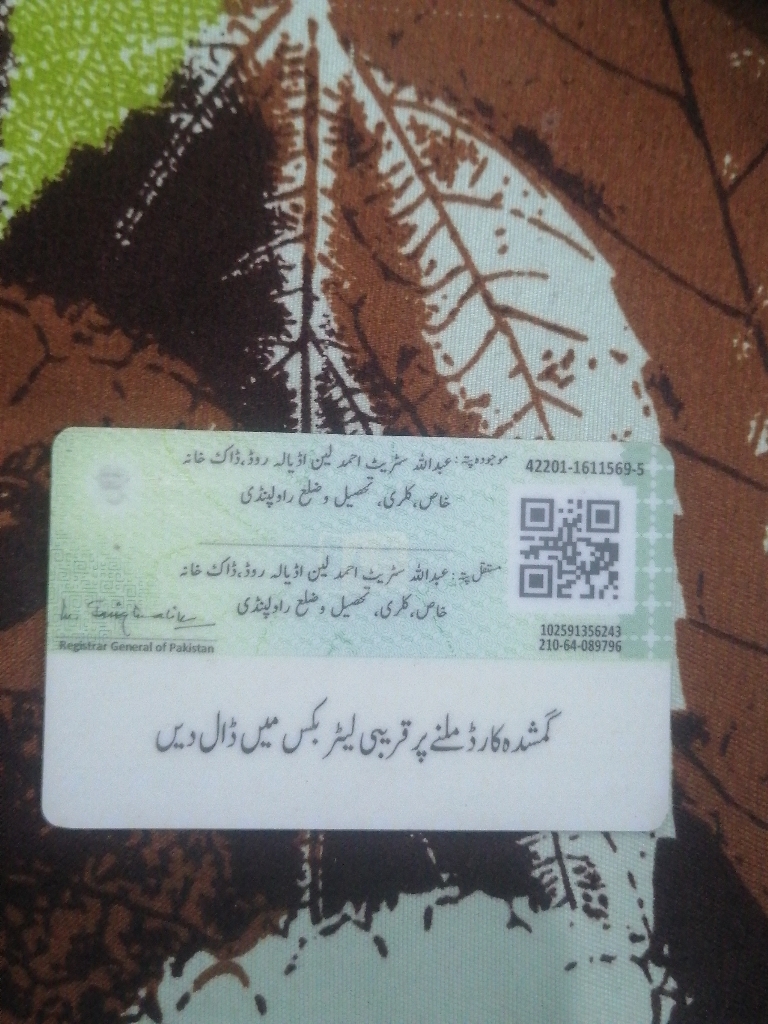 42201-1611569-5
موجودہ پتہ: عبداللہ سٹریٹ احمد لین اڈیالہ روڈ، ڈاک خانہ
خاص، کلری، تحصیل و ضلع راولپنڈی
مستقل پتہ: عبداللہ سٹریٹ احمد لین اڈیالہ روڈ، ڈاک خانہ
خاص، کلری، تحصیل و ضلع راولپنڈی
102591356243
210-64-089796
Registrar General of Pakistan
گمشدہ کارڈ ملنے پر قریبی لیٹر بکس میں ڈال دیں